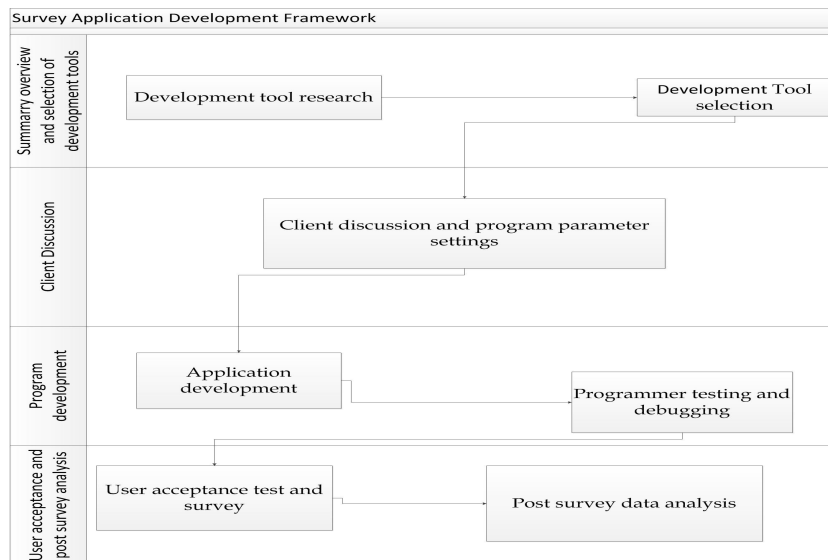 Survey Application Development Framework
Summarry overview
and selection of
development tools
Development tool research
Development Tool
selection
Client Discussion
Client discussion and program parameter
settings
Program
development
Application
development
Programmer testing and
debugging
User acceptance and
post survey analysis
User acceptance test and
survey
Post survey data analysis